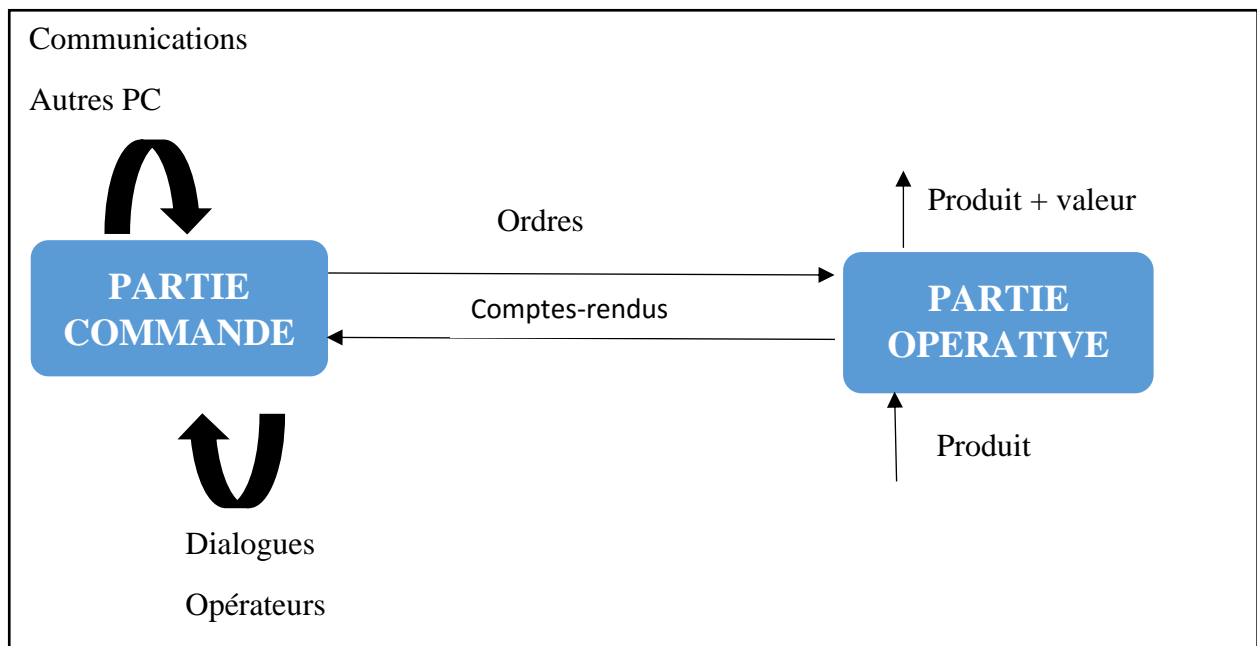 Communications
Autres PC
Produit + valeur
Ordres
PARTIE
COMMANDE
Comptes-rendus
PARTIE
OPERATIVE
Produit
Dialogues
Opérateurs